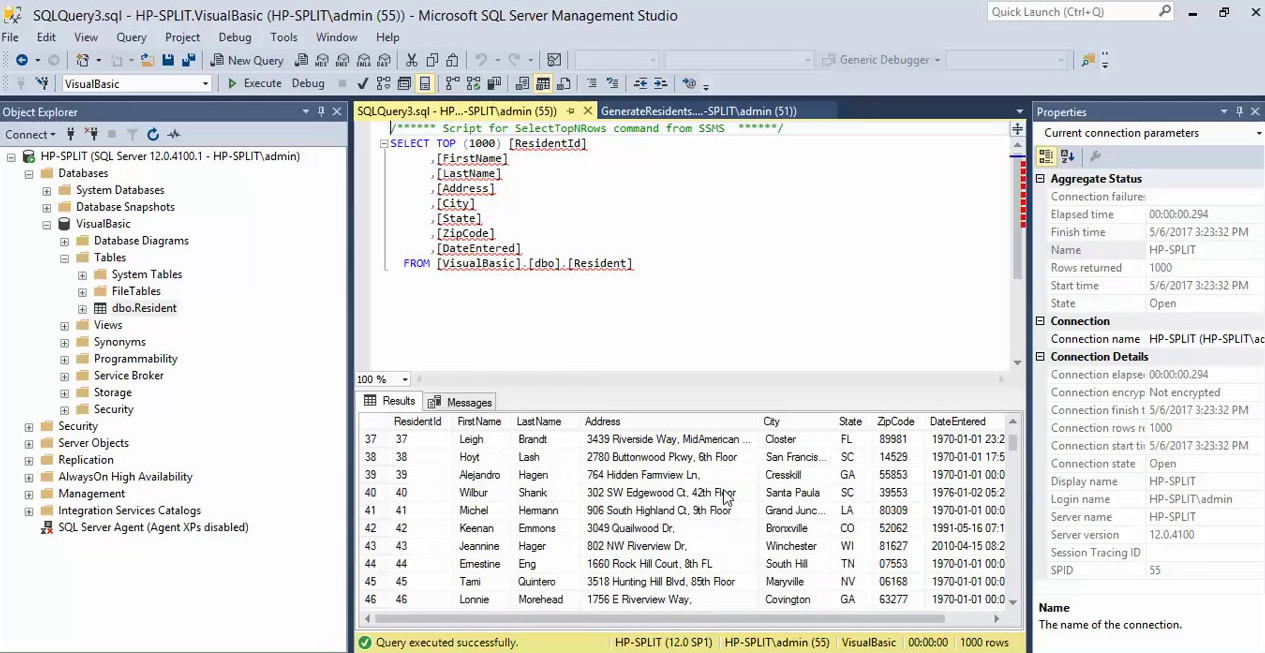 SQLQuery3.sql - HP-SPLIT.VisualBasic (HP-SPLIT\admin (55)) - Microsoft SQL Server Management Studio
Quick Launch (Ctrl+Q)
File Edit View Query Project Debug Tools Window Help
New Query
Generic Debugger
VisualBasic
Execute Debug
Object Explorer
Connect
HP-SPLIT (SQL Server 12.0.4100.1 - HP-SPLIT\admin)
Databases
System Databases
Database Snapshots
VisualBasic
Database Diagrams
Tables
System Tables
FileTables
dbo.Resident
Views
Synonyms
Programmability
Service Broker
Storage
Security
Security
Server Objects
Replication
AlwaysOn High Availability
Management
Integration Services Catalogs
SQL Server Agent (Agent XPs disabled)
SQLQuery3.sql - HP...-SPLIT\admin (55))
GenerateResidents....-SPLIT\admin (51))
/****** Script for SelectTopNRows command from SSMS ******/
SELECT TOP (1000) [ResidentId]
,[FirstName]
,[LastName]
,[Address]
,[City]
,[State]
,[ZipCode]
,[DateEntered]
FROM [VisualBasic].[dbo].[Resident]
100 %
Results Messages
ResidentId FirstName LastName Address City State ZipCode DateEntered
37 37 Leigh Brandt 3439 Riverside Way, MidAmerican ... Closter FL 89981 1970-01-01 23:2
38 38 Hoyt Lash 2780 Buttonwood Pkwy, 6th Floor San Francis... SC 14529 1970-01-01 17:5
39 39 Alejandro Hagen 764 Hidden Farmview Ln, Cresskill GA 55853 1970-01-01 00:0
40 40 Wilbur Shank 302 SW Edgewood Ct, 42th Floor Santa Paula SC 39553 1976-01-02 05:2
41 41 Michel Hermann 906 South Highland Ct, 9th Floor Grand Junc... LA 80309 1970-01-01 00:0
42 42 Keenan Emmons 3049 Quailwood Dr, Bronxville CO 52062 1991-05-16 07:1
43 43 Jeannine Hager 802 NW Riverview Dr, Winchester WI 81627 2010-04-15 08:2
44 44 Ernestine Eng 1660 Rock Hill Court, 8th FL South Hill TN 07553 1970-01-01 00:0
45 45 Tami Quintero 3518 Hunting Hill Blvd, 85th Floor Maryville NV 06168 1970-01-01 00:0
46 46 Lonnie Morehead 1756 E Riverview Way, Covington GA 63277 1970-01-01 00:0
Query executed successfully. HP-SPLIT (12.0 SP1) HP-SPLIT\admin (55) VisualBasic 00:00:00 1000 rows
Properties
Current connection parameters
Aggregate Status
Connection failures
Elapsed time 00:00:00.294
Finish time 5/6/2017 3:23:32 PM
Name HP-SPLIT
Rows returned 1000
Start time 5/6/2017 3:23:32 PM
State Open
Connection
Connection name HP-SPLIT (HP-SPLIT\ad
Connection Details
Connection elapse 00:00:00.294
Connection encryp Not encrypted
Connection finish t 5/6/2017 3:23:32 PM
Connection rows r 1000
Connection start ti 5/6/2017 3:23:32 PM
Connection state Open
Display name HP-SPLIT
Login name HP-SPLIT\admin
Server name HP-SPLIT
Server version 12.0.4100
Session Tracing ID
SPID 55
Name
The name of the connection.